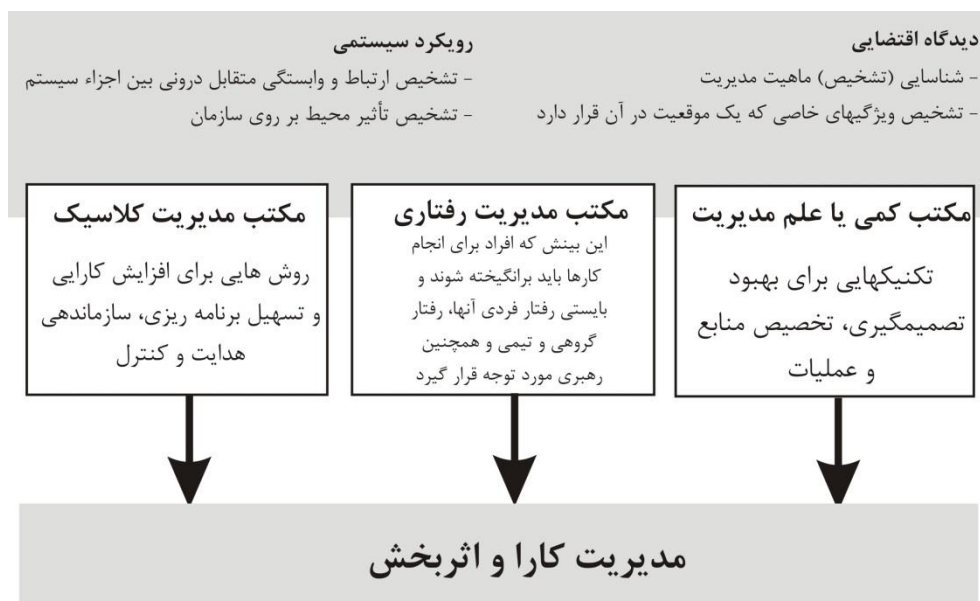 دیدگاه اقتضایی
- شناسایی (تشخیص) ماهیت مدیریت
- تشخیص ویژگیهای خاصی که یک موقعیت در آن قرار دارد
رویکرد سیستمی
- تشخیص ارتباط و وابستگی متقابل درونی بین اجزاء سیستم
- تشخیص تأثیر محیط بر روی سازمان
مکتب کمی یا علم مدیریت
تکنیکهایی برای بهبود
تصمیمگیری، تخصیص منابع
و عملیات
مکتب مدیریت رفتاری
این بینش که افراد برای انجام
کارها باید برانگیخته شوند و
بایستی رفتار فردی آنها، رفتار
گروهی و تیمی و همچنین
رهبری مورد توجه قرار گیرد
مکتب مدیریت کلاسیک
روش هایی برای افزایش کارایی
و تسهیل برنامه ریزی، سازماندهی
هدایت و کنترل
مدیریت کارا و اثربخش